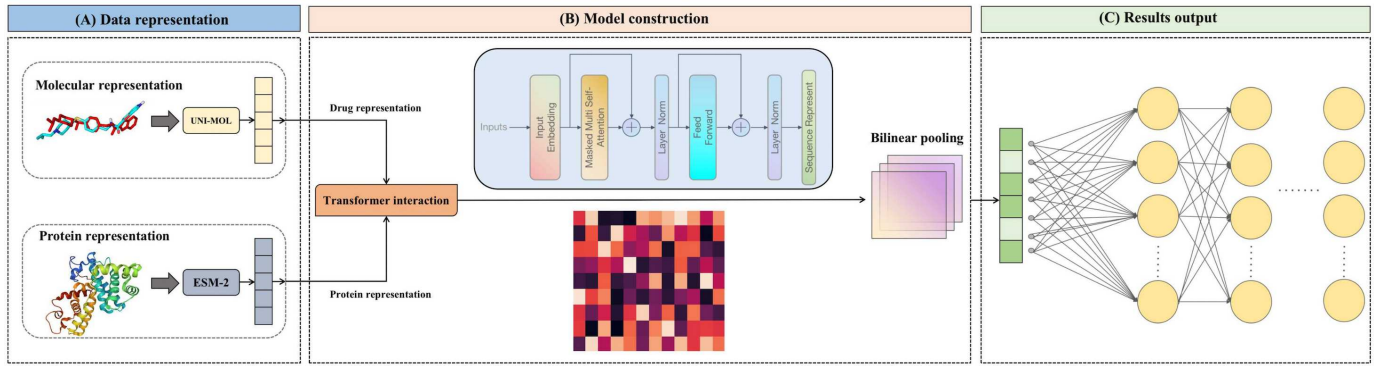 (A) Data representation
Molecular representation
UNI-MOL
Protein representation
ESM-2
(B) Model construction
Drug representation
Transformer interaction
Protein representation
Inputs
Input
Embedding
Masked Multi Self-
Attention
Layer Norm
Feed
Forward
Layer Norm
Sequence Represent
Bilinear pooling
(C) Results output